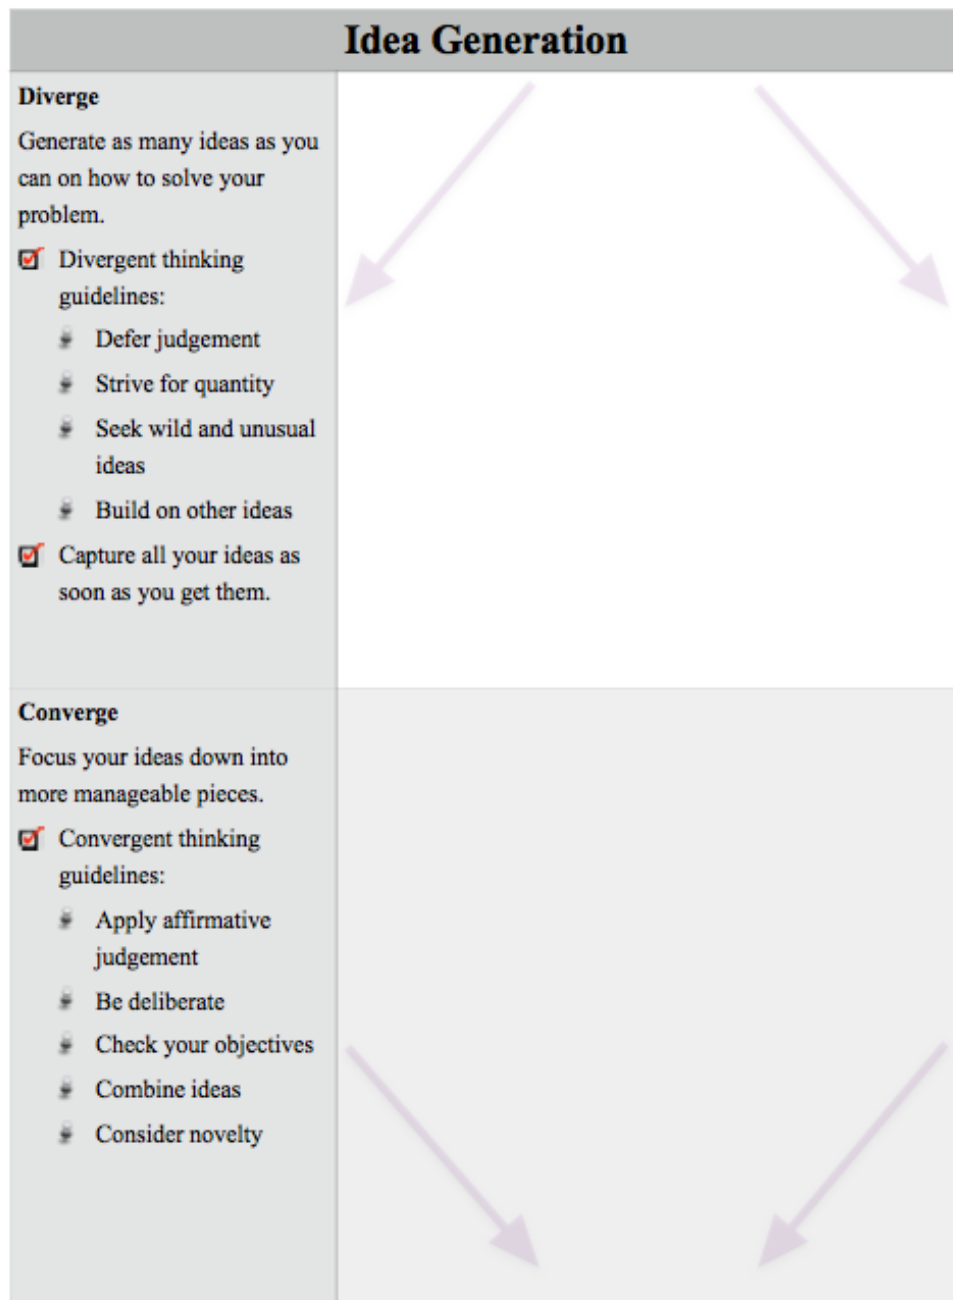 Idea Generation
Diverge
Generate as many ideas as you
can on how to solve your
problem.
Divergent thinking
guidelines:
Defer judgement
Strive for quantity
Seek wild and unusual
ideas
Build on other ideas
Capture all your ideas as
soon as you get them.
Converge
Focus your ideas down into
more manageable pieces.
Convergent thinking
guidelines:
Apply affirmative
judgement
Be deliberate
Check your objectives
Combine ideas
Consider novelty